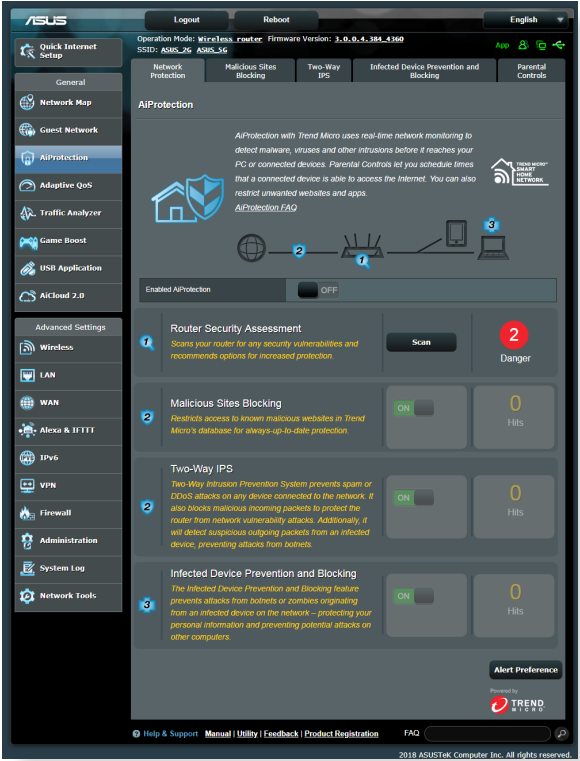 ASUS
Logout
Reboot
English
Quick Internet
Setup
Operation Mode: Wireless router Firmware Version: 3.0.0.4.384_4360
SSID: ASUS_2G ASUS_5G
App
General
Network Map
Guest Network
AiProtection
Adaptive QoS
Traffic Analyzer
Game Boost
USB Application
AiCloud 2.0
Advanced Settings
Wireless
LAN
WAN
Alexa & IFTTT
IPv6
VPN
Firewall
Administration
System Log
Network Tools
Network
Protection
Malicious Sites
Blocking
Two-Way
IPS
Infected Device Prevention and
Blocking
Parental
Controls
AiProtection
AiProtection with Trend Micro uses real-time network monitoring to
detect malware, viruses and other intrusions before it reaches your
PC or connected devices. Parental Controls let you schedule times
that a connected device is able to access the Internet. You can also
restrict unwanted websites and apps.
AiProtection FAQ
TREND MICRO™
SMART
HOME
NETWORK
2
1
3
Enabled AiProtection
OFF
1
Router Security Assessment
Scans your router for any security vulnerabilities and
recommends options for increased protection.
Scan
2
Danger
2
Malicious Sites Blocking
Restricts access to known malicious websites in Trend
Micro's database for always-up-to-date protection.
ON
0
Hits
2
Two-Way IPS
Two-Way Intrusion Prevention System prevents spam or
DDoS attacks on any device connected to the network. It
also blocks malicious incoming packets to protect the
router from network vulnerability attacks. Additionally, it
will detect suspicious outgoing packets from an infected
device, preventing attacks from botnets.
ON
0
Hits
3
Infected Device Prevention and Blocking
The Infected Device Prevention and Blocking feature
prevents attacks from botnets or zombies originating
from an infected device on the network – protecting your
personal information and preventing potential attacks on
other computers.
ON
0
Hits
Alert Preference
Powered by
TREND
MICRO
Help & Support
Manual | Utility | Feedback | Product Registration
FAQ
2018 ASUSTeK Computer Inc. All rights reserved.